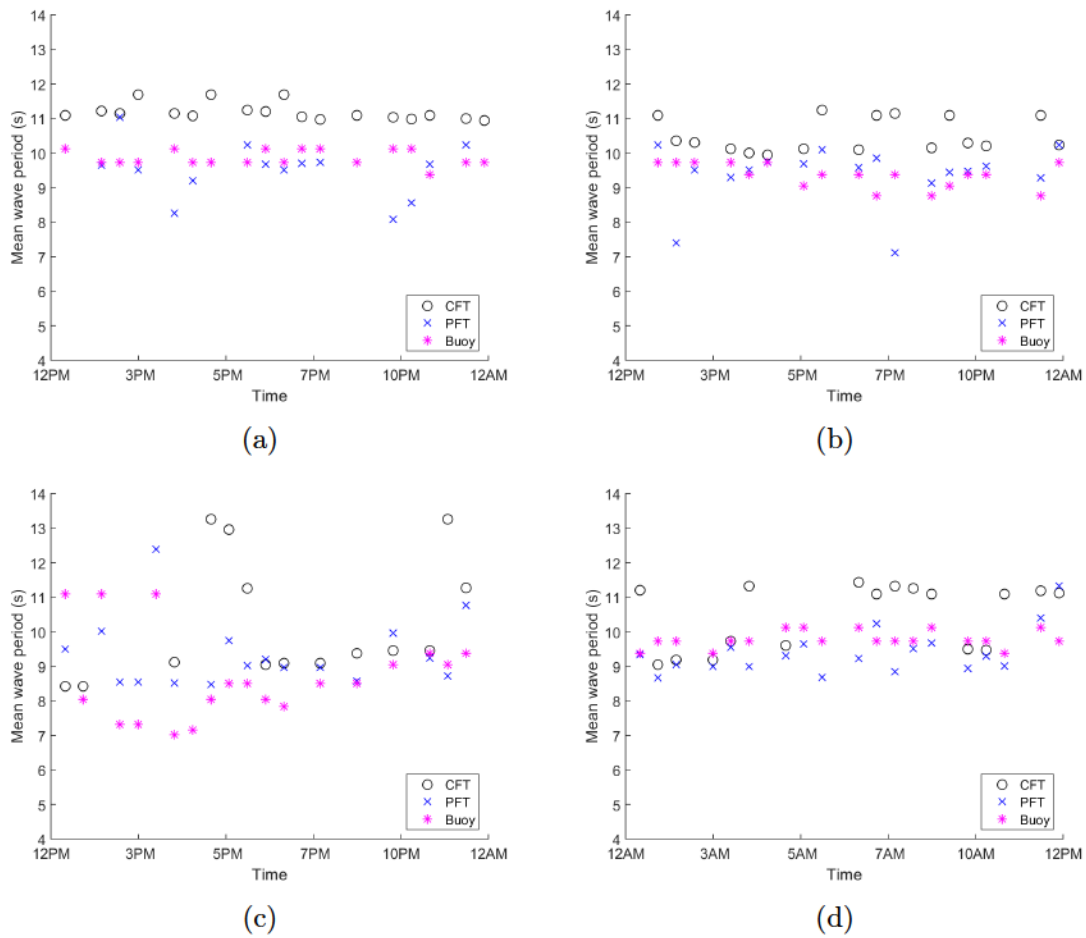 14
13
12
11
10
9
8
7
6
5
4
Mean wave period (s)
CFT
PFT
Buoy
12PM 3PM 5PM 7PM 10PM 12AM
Time
(a)
14
13
12
11
10
9
8
7
6
5
4
Mean wave period (s)
CFT
PFT
Buoy
12PM 3PM 5PM 7PM 10PM 12AM
Time
(b)
14
13
12
11
10
9
8
7
6
5
4
Mean wave period (s)
CFT
PFT
Buoy
12PM 3PM 5PM 7PM 10PM 12AM
Time
(c)
14
13
12
11
10
9
8
7
6
5
4
Mean wave period (s)
CFT
PFT
Buoy
12AM 3AM 5AM 7AM 10AM 12PM
Time
(d)